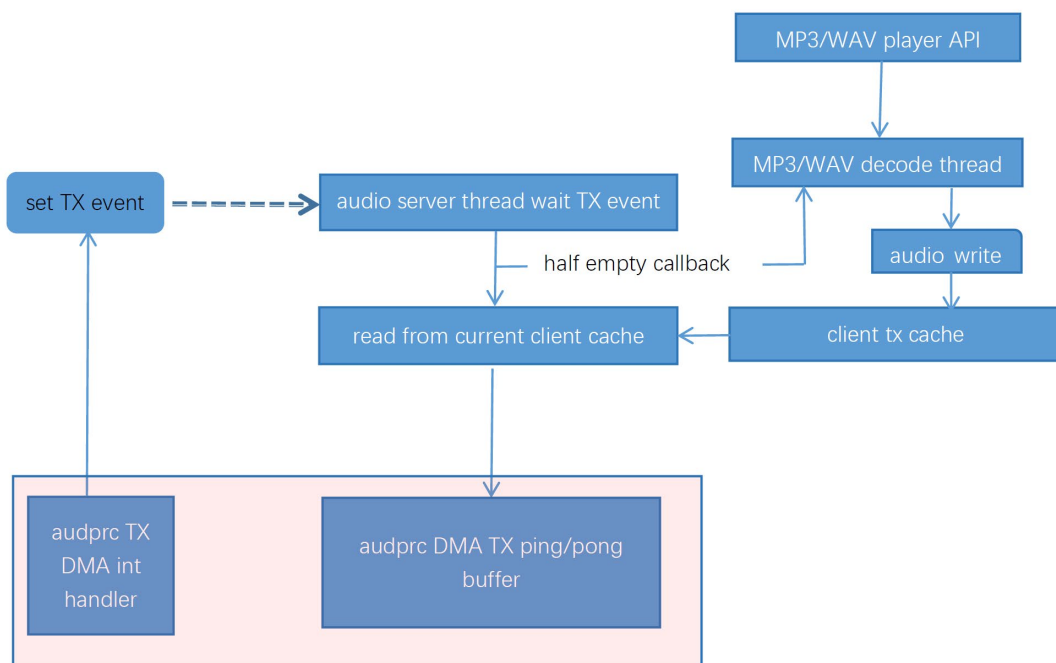 MP3/WAV player API
MP3/WAV decode thread
set TX event
audio server thread wait TX event
audio write
half empty callback
read from current client cache
client tx cache
audprc TX
DMA int
handler
audprc DMA TX ping/pong
buffer